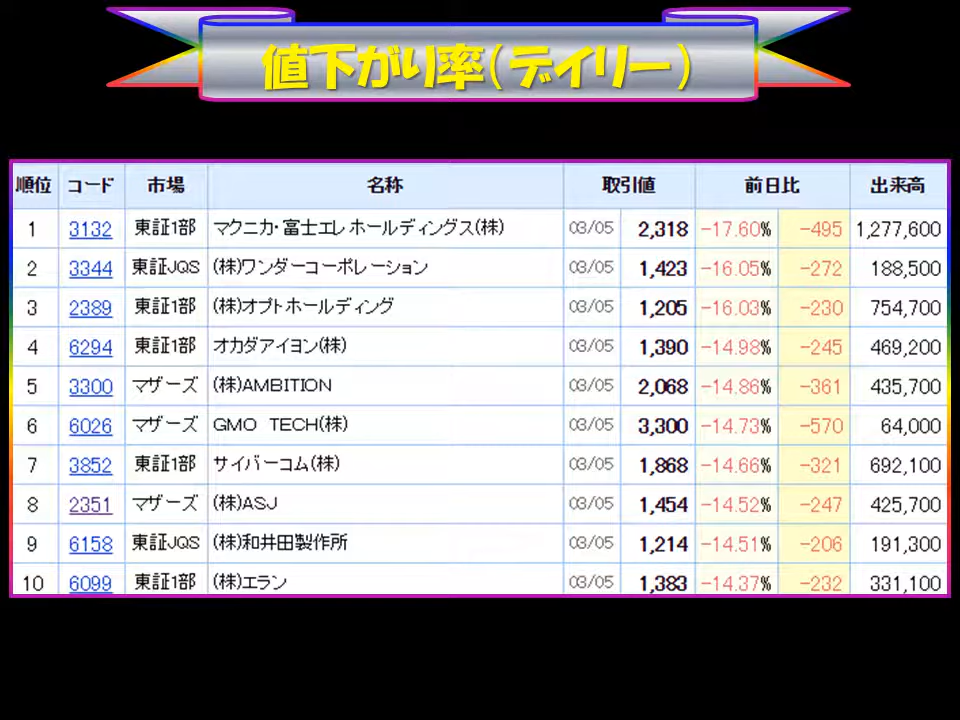 値下がり率(デイリー)
順位 コード 市場 名称 取引値 前日比 出来高
1 3132 東証1部 マクニカ・富士エレホールディングス(株) 03/05 2,318 -17.60% -495 1,277,600
2 3344 東証JQS (株)ワンダーコーポレーション 03/05 1,423 -16.05% -272 188,500
3 2389 東証1部 (株)オプトホールディング 03/05 1,205 -16.03% -230 754,700
4 6294 東証1部 オカダアイヨン(株) 03/05 1,390 -14.98% -245 469,200
5 3300 マザーズ (株)AMBITION 03/05 2,068 -14.86% -361 435,700
6 6026 マザーズ GMO TECH(株) 03/05 3,300 -14.73% -570 64,000
7 3852 東証1部 サイバーコム(株) 03/05 1,868 -14.66% -321 692,100
8 2351 マザーズ (株)ASJ 03/05 1,454 -14.52% -247 425,700
9 6158 東証JQS (株)和井田製作所 03/05 1,214 -14.51% -206 191,300
10 6099 東証1部 (株)エラン 03/05 1,383 -14.37% -232 331,100